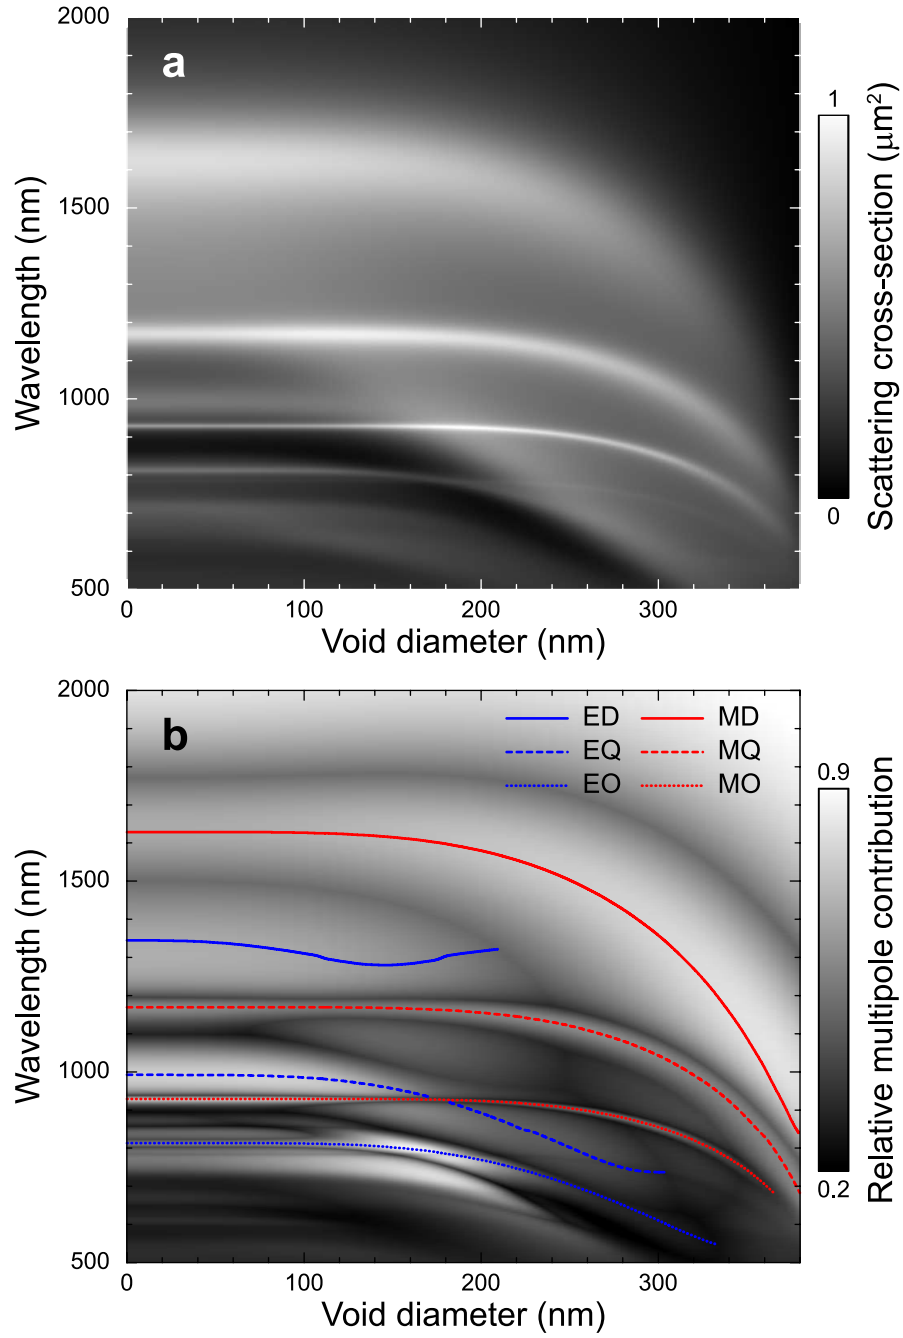 a
2000
1500
1000
500
Wavelength (nm)
0 100 200 300
Void diameter (nm)
1
0
Scattering cross-section (μm²)
b
ED MD
EQ MQ
EO MO
2000
1500
1000
500
Wavelength (nm)
0 100 200 300
Void diameter (nm)
0.9
0.2
Relative multipole contribution